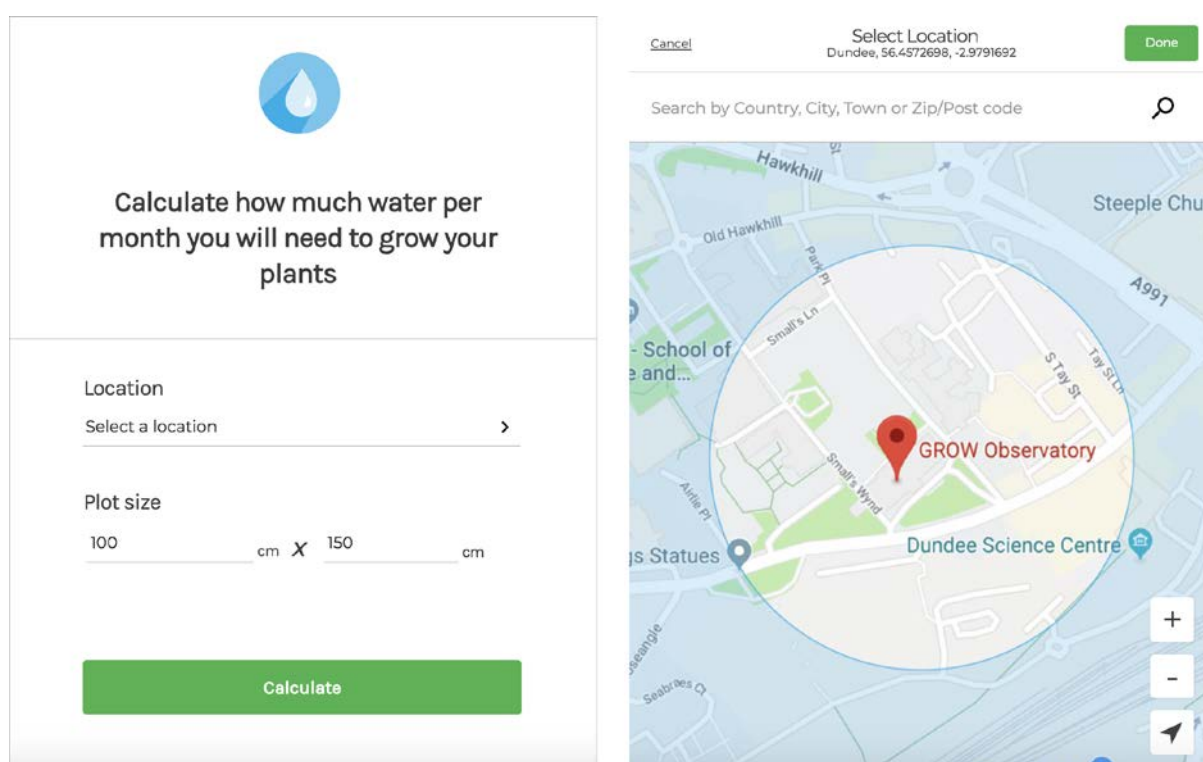 Calculate how much water per
month you will need to grow your
plants
Location
Select a location
Plot size
100 cm X 150 cm
Calculate
Cancel
Select Location
Dundee, 56.4572698, -2.9791692
Done
Search by Country, City, Town or Zip/Post code
Hawkhill
St
Steeple Chu
Old Hawkhill
Park Pl
A991
Small's Ln
- School of
e and...
S Tay St
Tay St Ln
GROW Observatory
Small's Wynd
Airlie Pl
Dundee Science Centre
gs Statues
+
oseangle
-
Seabraes Ct